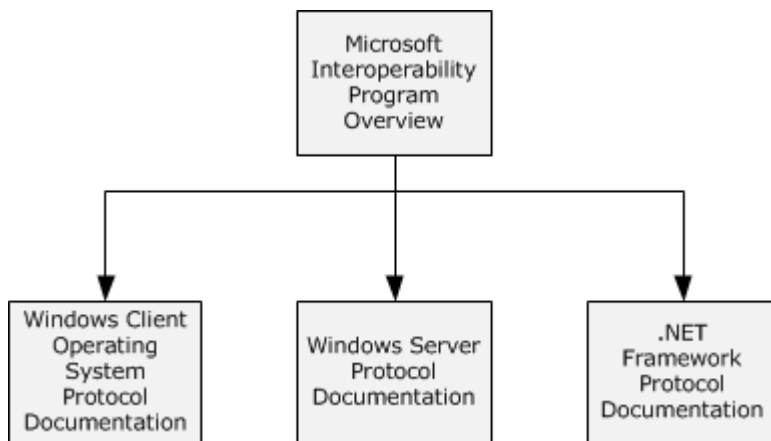 Microsoft
Interoperability
Program
Overview
Windows Client
Operating
System
Protocol
Documentation
Windows Server
Protocol
Documentation
.NET
Framework
Protocol
Documentation